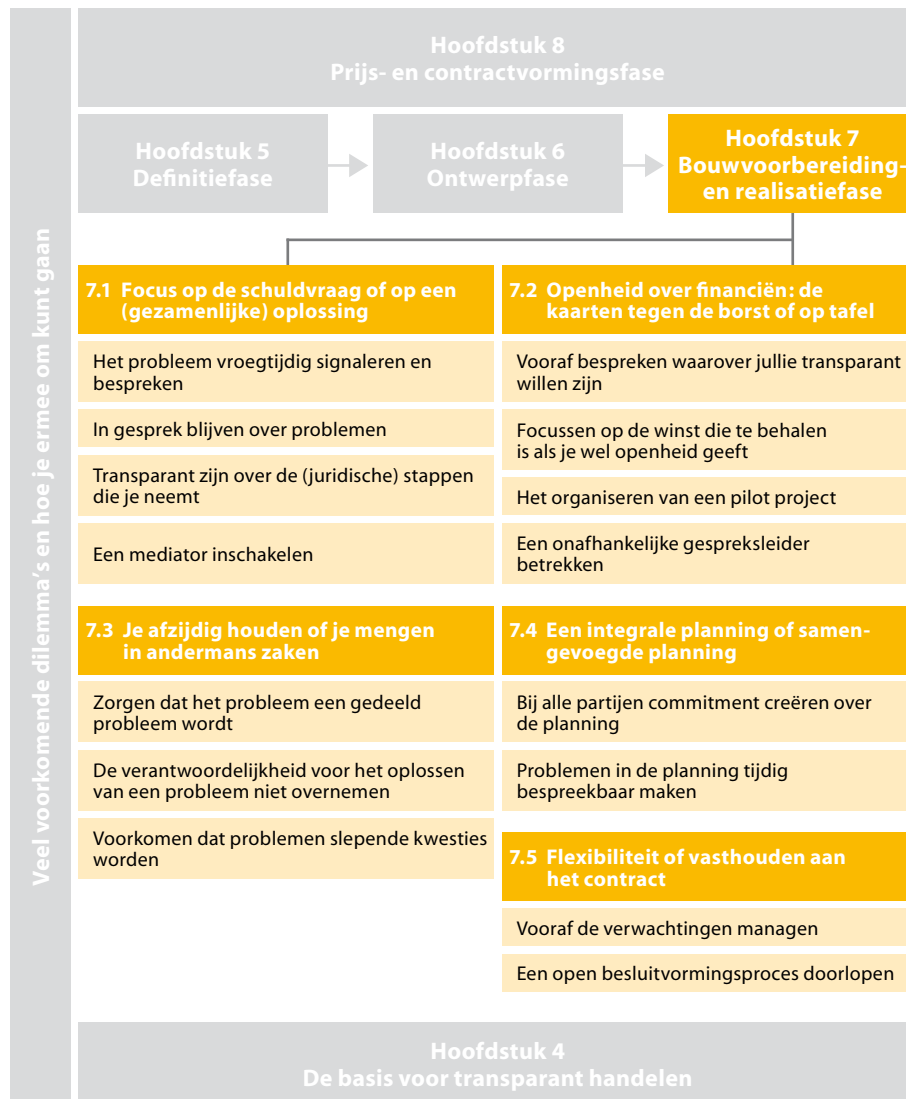 Veel voorkomende dilemma's en hoe je ermee om kunt gaan
Hoofdstuk 8
Prijs- en contractvormingsfase
Hoofdstuk 5
Definitiefase
Hoofdstuk 6
Ontwerpfase
Hoofdstuk 7
Bouwvoorbereiding-
en realisatiefase
7.1 Focus op de schuldvraag of op een
(gezamenlijke) oplossing
Het probleem vroegtijdig signaleren en
bespreken
In gesprek blijven over problemen
Transparant zijn over de (juridische) stappen
die je neemt
Een mediator inschakelen
7.2 Openheid over financiën: de
kaarten tegen de borst of op tafel
Vooraf bespreken waarover jullie transparant
willen zijn
Focussen op de winst die te behalen
is als je wel openheid geeft
Het organiseren van een pilot project
Een onafhankelijke gespreksleider
betrekken
7.3 Je afzijdig houden of je mengen
in andermans zaken
Zorgen dat het probleem een gedeeld
probleem wordt
De verantwoordelijkheid voor het oplossen
van een probleem niet overnemen
Voorkomen dat problemen slepende kwesties
worden
7.4 Een integrale planning of samen-
gevoegde planning
Bij alle partijen commitment creëren over
de planning
Problemen in de planning tijdig
bespreekbaar maken
7.5 Flexibiliteit of vasthouden aan
het contract
Vooraf de verwachtingen managen
Een open besluitvormingsproces doorlopen
Hoofdstuk 4
De basis voor transparant handelen